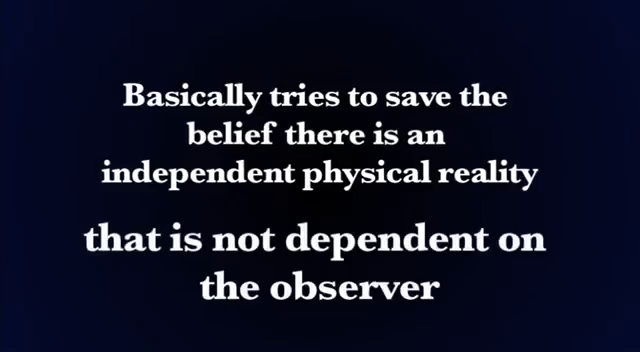 Basically tries to save the
belief there is an
independent physical reality
that is not dependent on
the observer